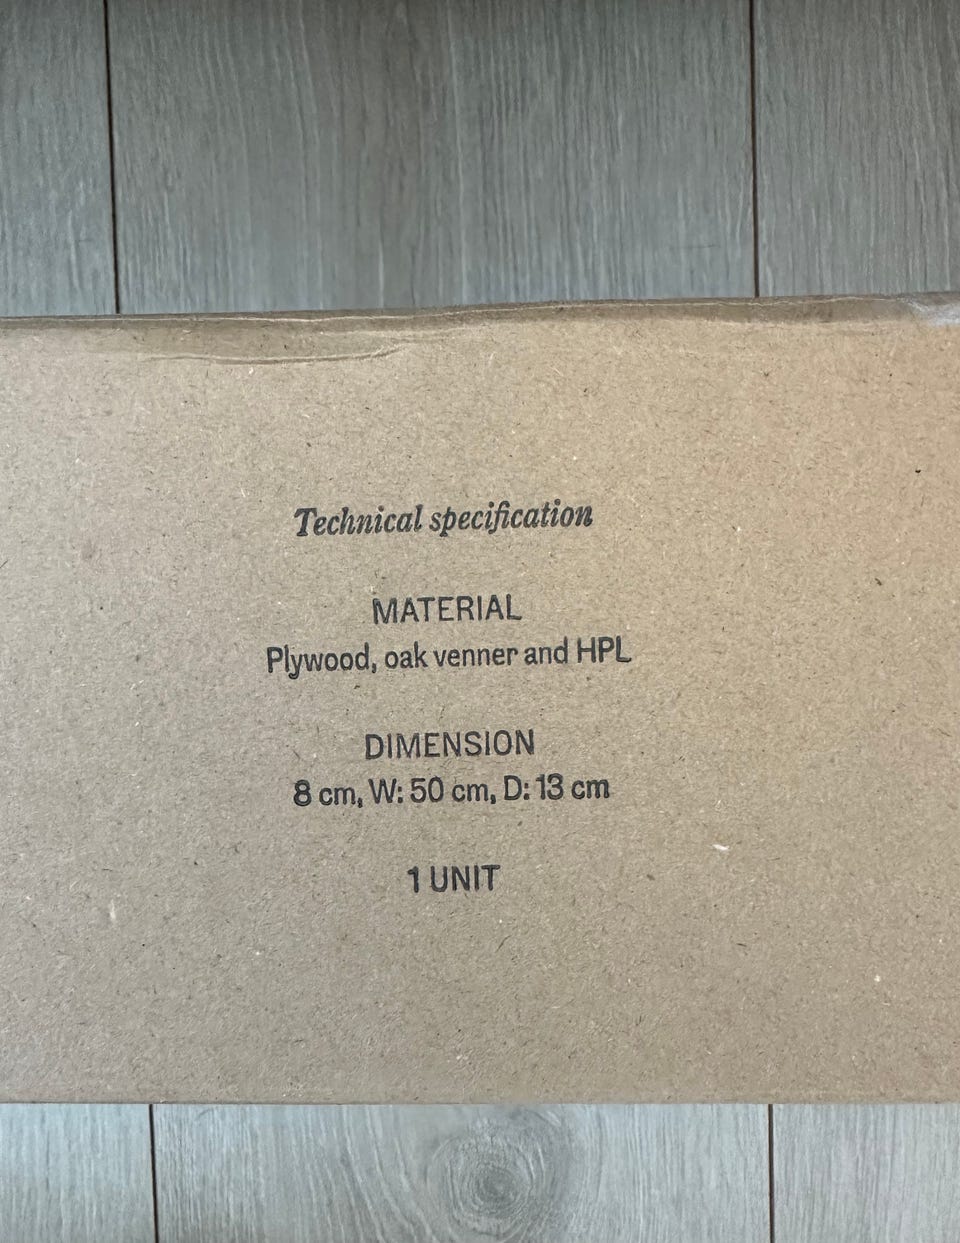 Technical specification
MATERIAL
Plywood, oak venner and HPL
DIMENSION
8 cm, W: 50 cm, D: 13 cm
1 UNIT